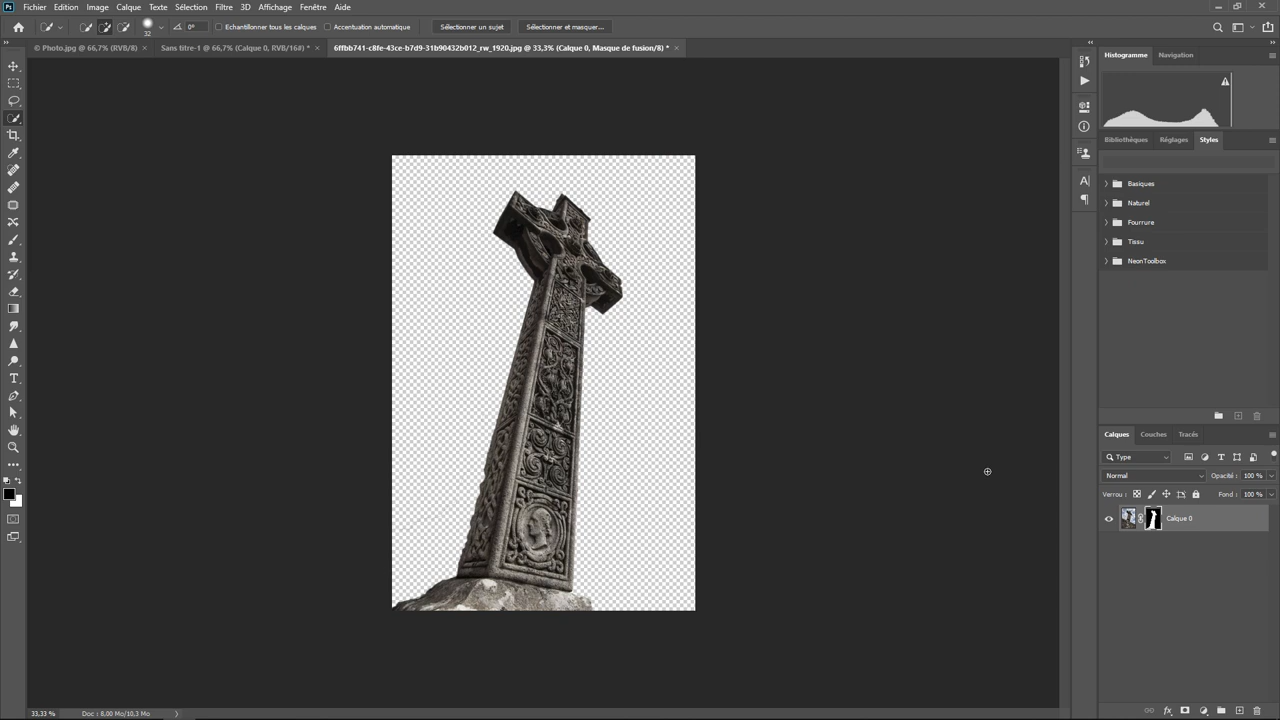 Ps Fichier Edition Image Calque Texte Sélection Filtre 3D Affichage Fenêtre Aide
32 0° Echantillonner tous les calques Accentuation automatique Sélectionner un sujet Sélectionner et masquer...
© Photo.jpg @ 66,7% (RVB/8) Sans titre-1 @ 66,7% (Calque 0, RVB/16#) * 6ffbb741-c8fe-43ce-b7d9-31b90432b012_rw_1920.jpg @ 33,3% (Calque 0, Masque de fusion/8) *
Histogramme Navigation
Bibliothèques Réglages Styles
Basiques
Naturel
Fourrure
Tissu
NeonToolbox
Calques Couches Tracés
Type
Normal Opacité : 100 %
Verrou : Fond : 100 %
Calque 0
33,33 % Doc : 8,00 Mo/10,3 Mo